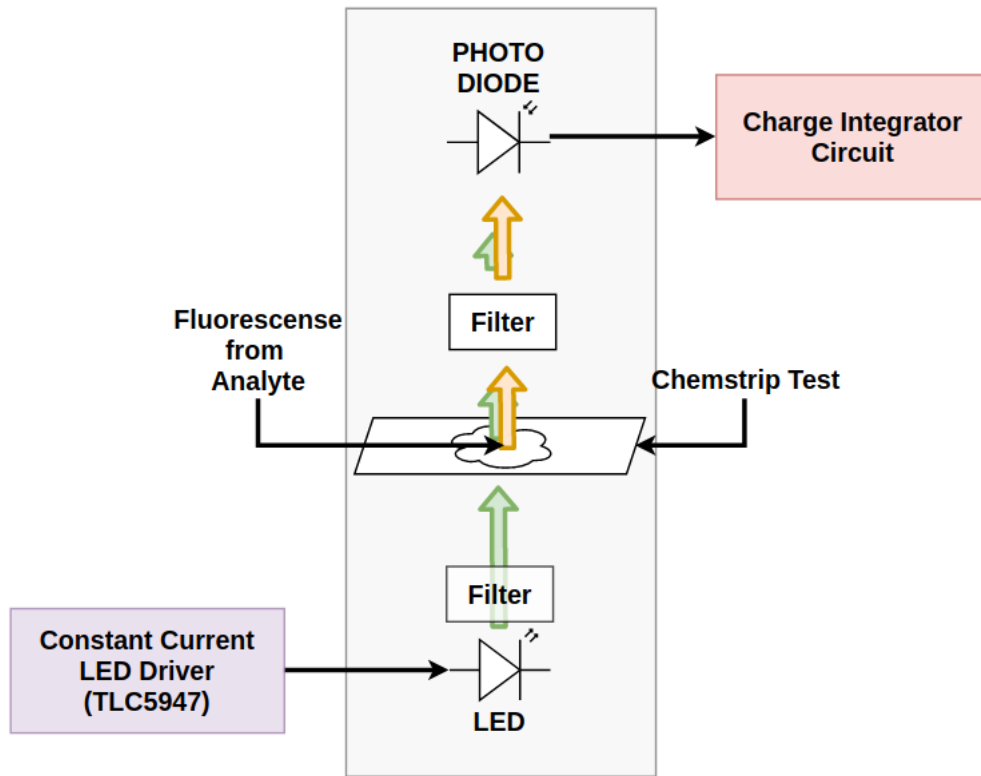 PHOTO
DIODE
Charge Integrator
Circuit
Filter
Fluorescense
from
Analyte
Chemstrip Test
Filter
Constant Current
LED Driver
(TLC5947)
LED